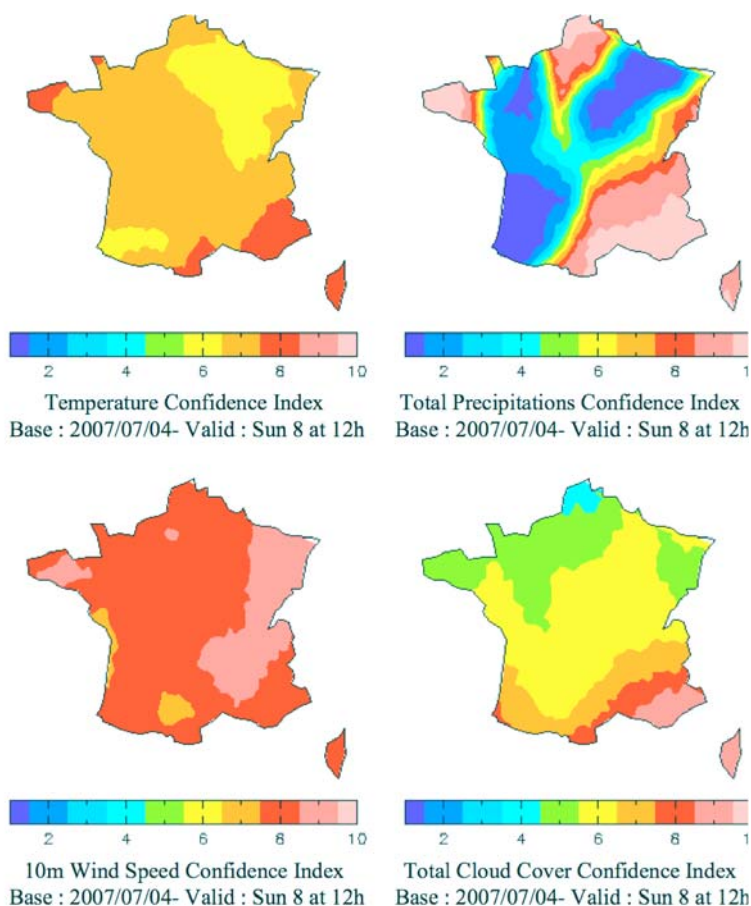 2 4 6 8 10
Temperature Confidence Index
Base : 2007/07/04- Valid : Sun 8 at 12h
2 4 6 8 1
Total Precipitations Confidence Index
Base : 2007/07/04- Valid : Sun 8 at 12h
2 4 6 8 10
10m Wind Speed Confidence Index
Base : 2007/07/04- Valid : Sun 8 at 12h
2 4 6 8 1
Total Cloud Cover Confidence Index
Base : 2007/07/04- Valid : Sun 8 at 12h